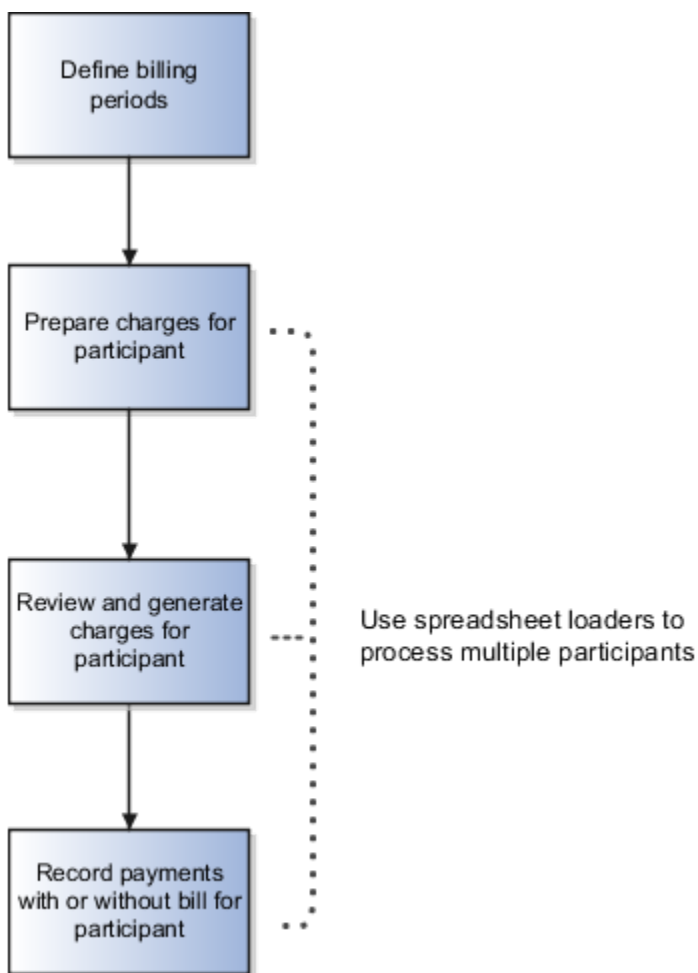 Define billing
periods
Prepare charges for
participant
Review and generate
charges for
participant
Use spreadsheet loaders to
process multiple participants
Record payments
with or without bill for
participant